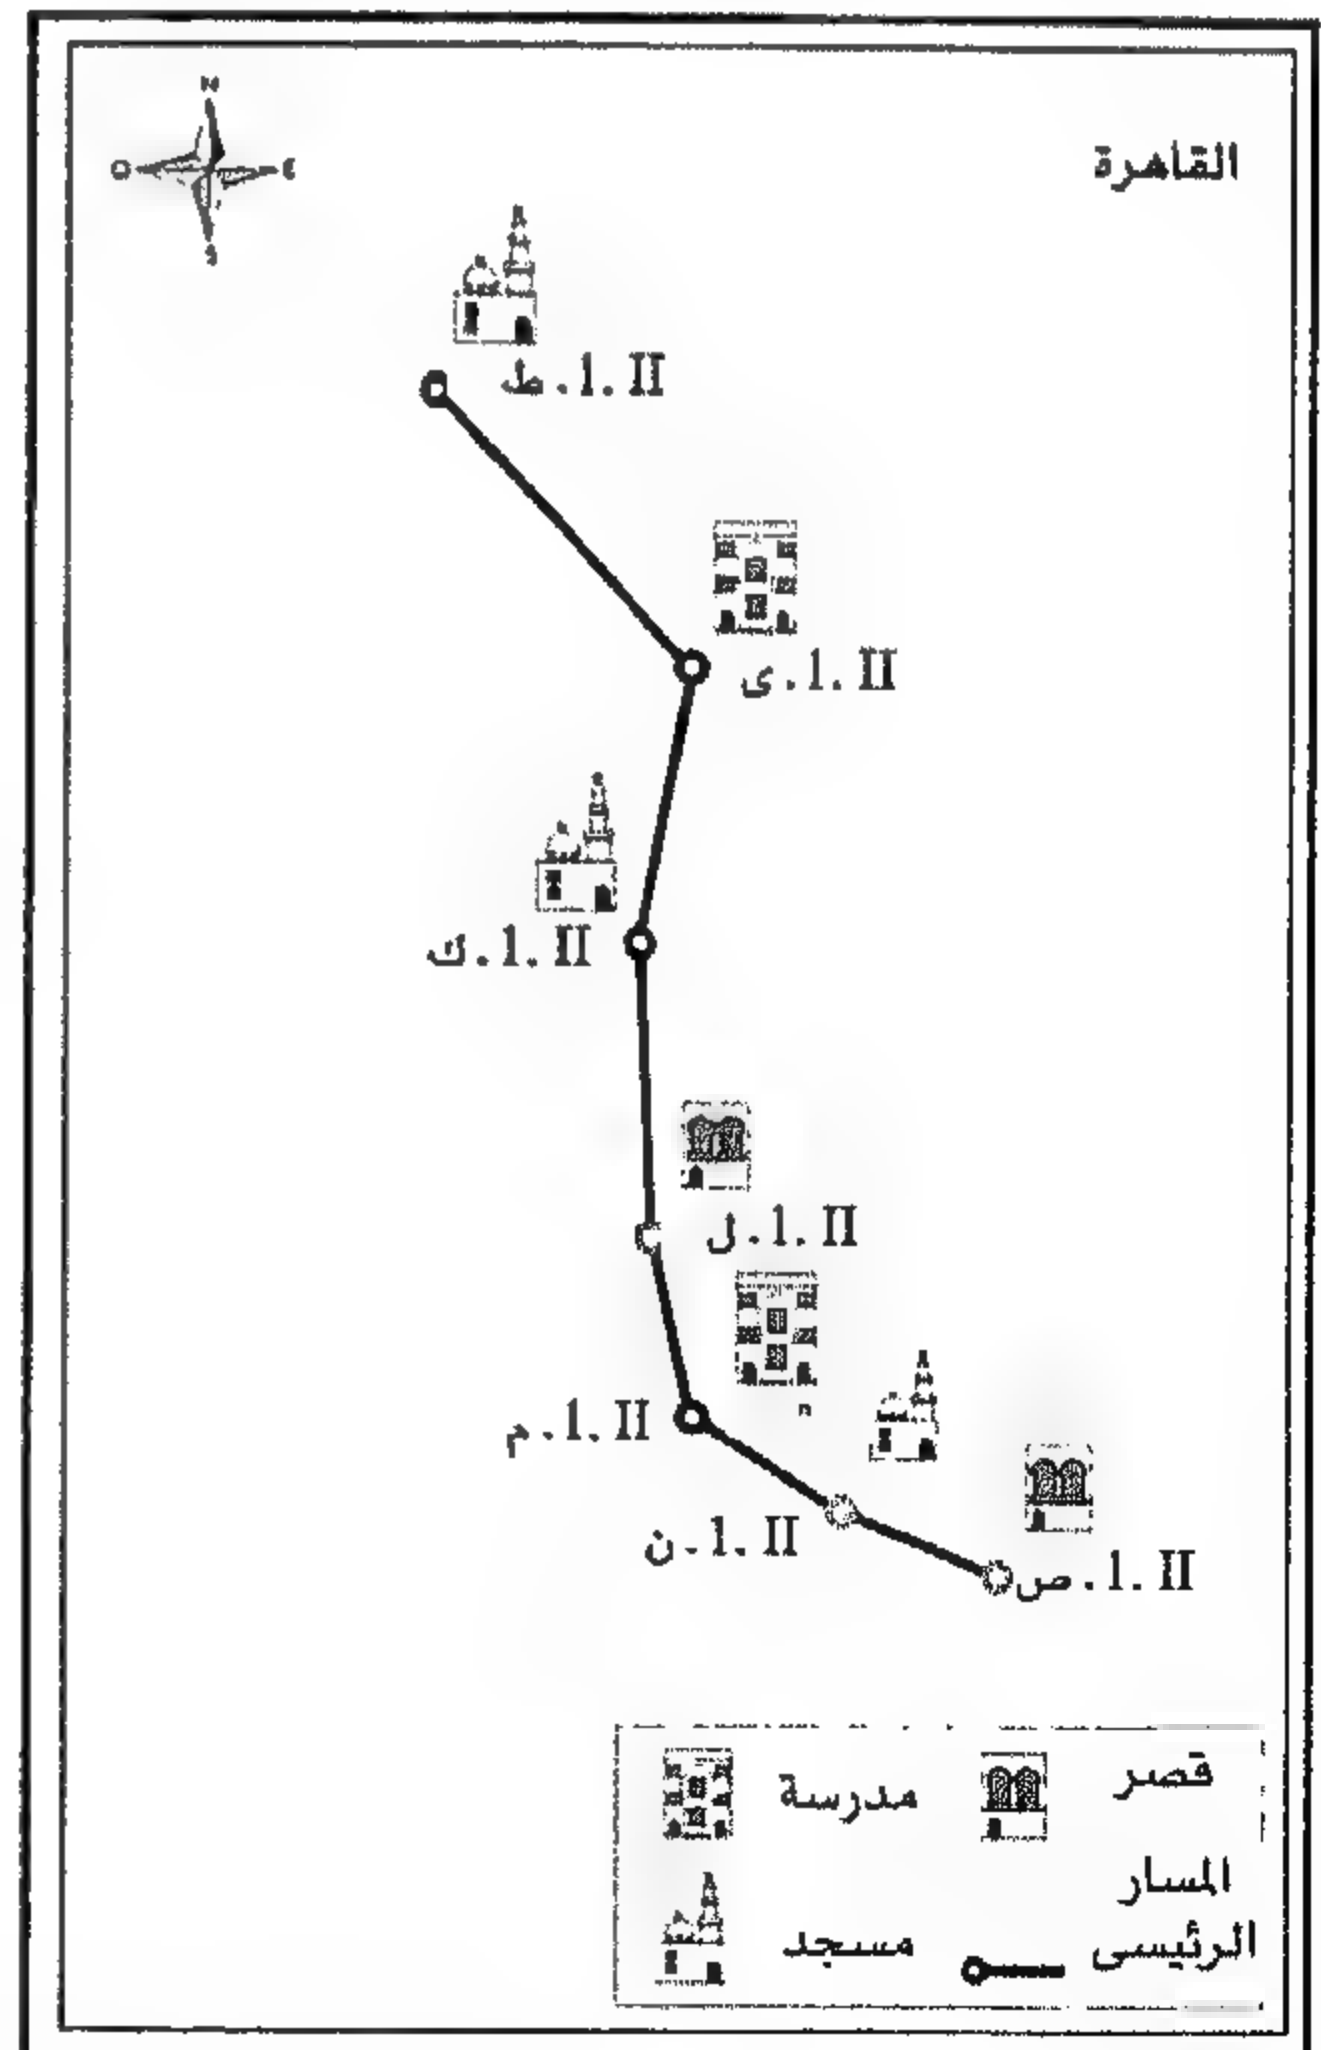 N
O E
S
القاهرة
II .1. ط
II .1. ى
II .1. ك
II .1. ل
II .1. م
II .1. ن
II .1. ص
قصر
مدرسة
المسار
الرئيسى
مسجد